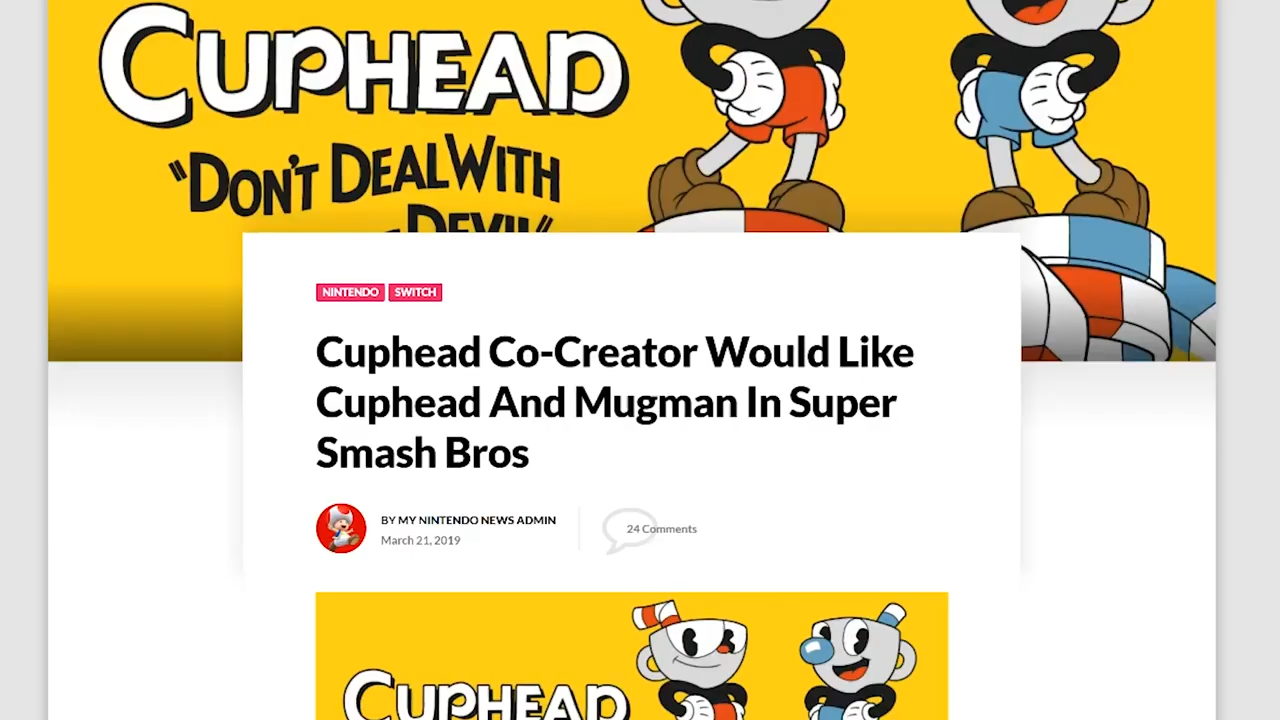 CUPHEAD
"DON'T DEAL WITH
DEVIL"
NINTENDO SWITCH
Cuphead Co-Creator Would Like
Cuphead And Mugman In Super
Smash Bros
BY MY NINTENDO NEWS ADMIN
March 21, 2019
24 Comments
CUPHEAD